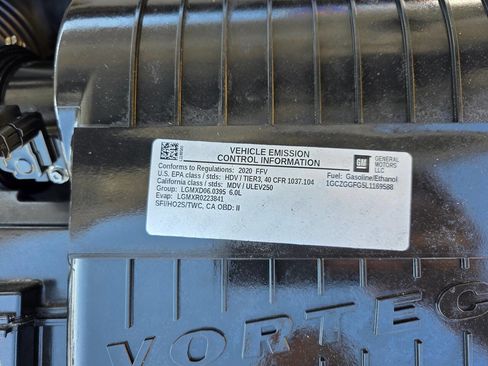 VEHICLE EMISSION
CONTROL INFORMATION
GM
GENERAL
MOTORS
LLC
Conforms to Regulations: 2020 FFV
Fuel: Gasoline/Ethanol
U.S. EPA class / stds: HDV / TIER3, 40 CFR 1037.104
1GCZGGFG5L1169588
California class / stds: MDV / ULEV250
Group: LGMXD06.0395 6.0L
Evap: LGMXR0223841
SFI/HO2S/TWC, CA OBD: II
VORTEC